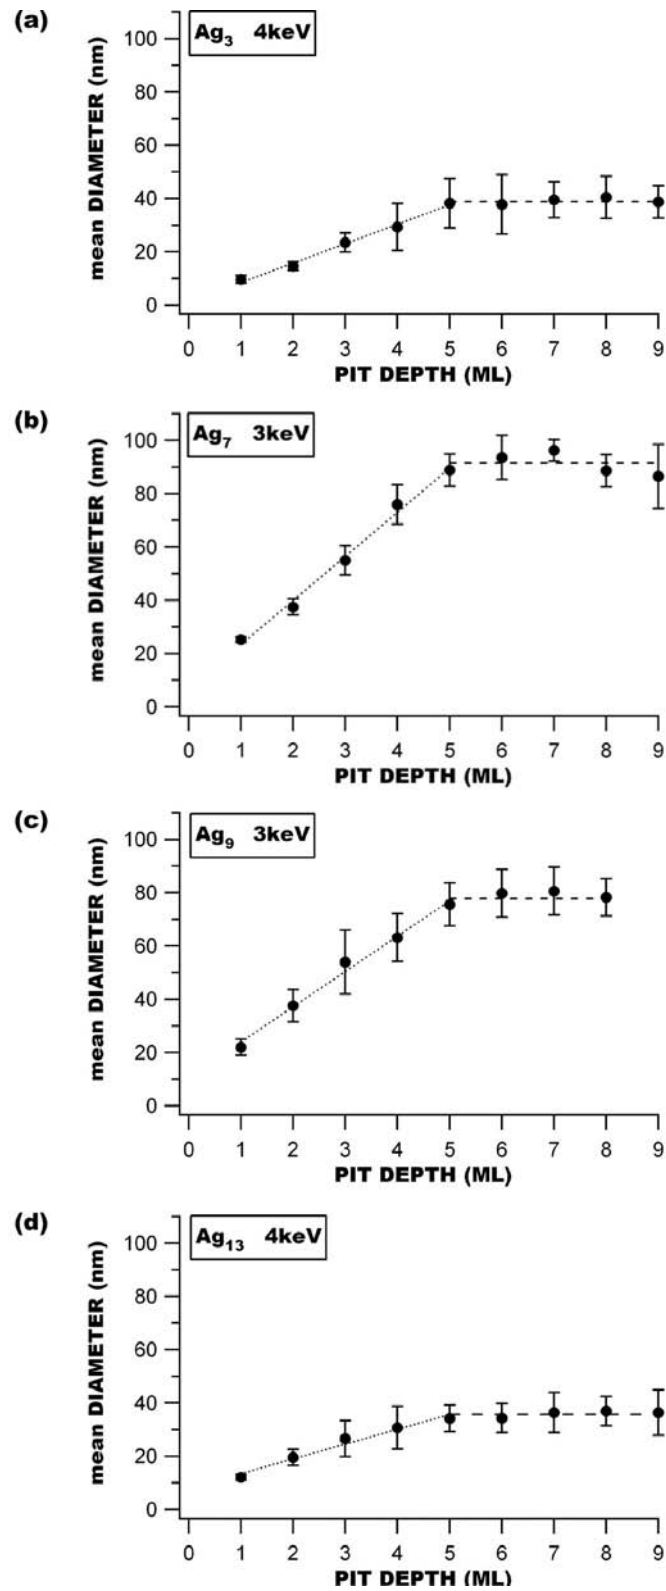 (a)
Ag₃ 4keV
mean DIAMETER (nm)
100
80
60
40
20
0
0 1 2 3 4 5 6 7 8 9
PIT DEPTH (ML)
(b)
Ag₇ 3keV
mean DIAMETER (nm)
100
80
60
40
20
0
0 1 2 3 4 5 6 7 8 9
PIT DEPTH (ML)
(c)
Ag₉ 3keV
mean DIAMETER (nm)
100
80
60
40
20
0
0 1 2 3 4 5 6 7 8 9
PIT DEPTH (ML)
(d)
Ag₁₃ 4keV
mean DIAMETER (nm)
100
80
60
40
20
0
0 1 2 3 4 5 6 7 8 9
PIT DEPTH (ML)